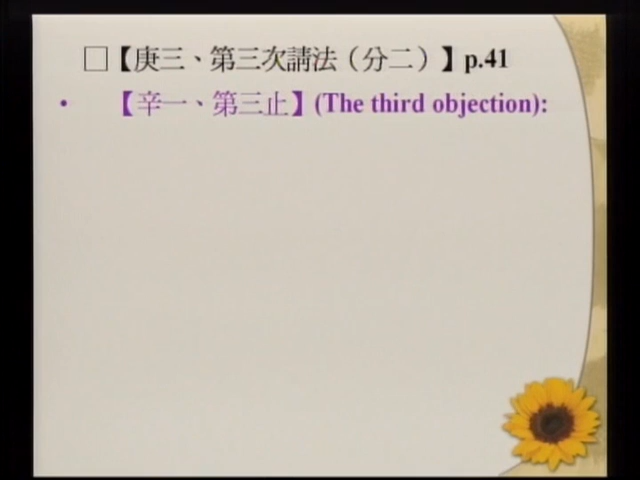 □【庚三、第三次請法（分二）】p.41
• 【辛一、第三止】(The third objection):